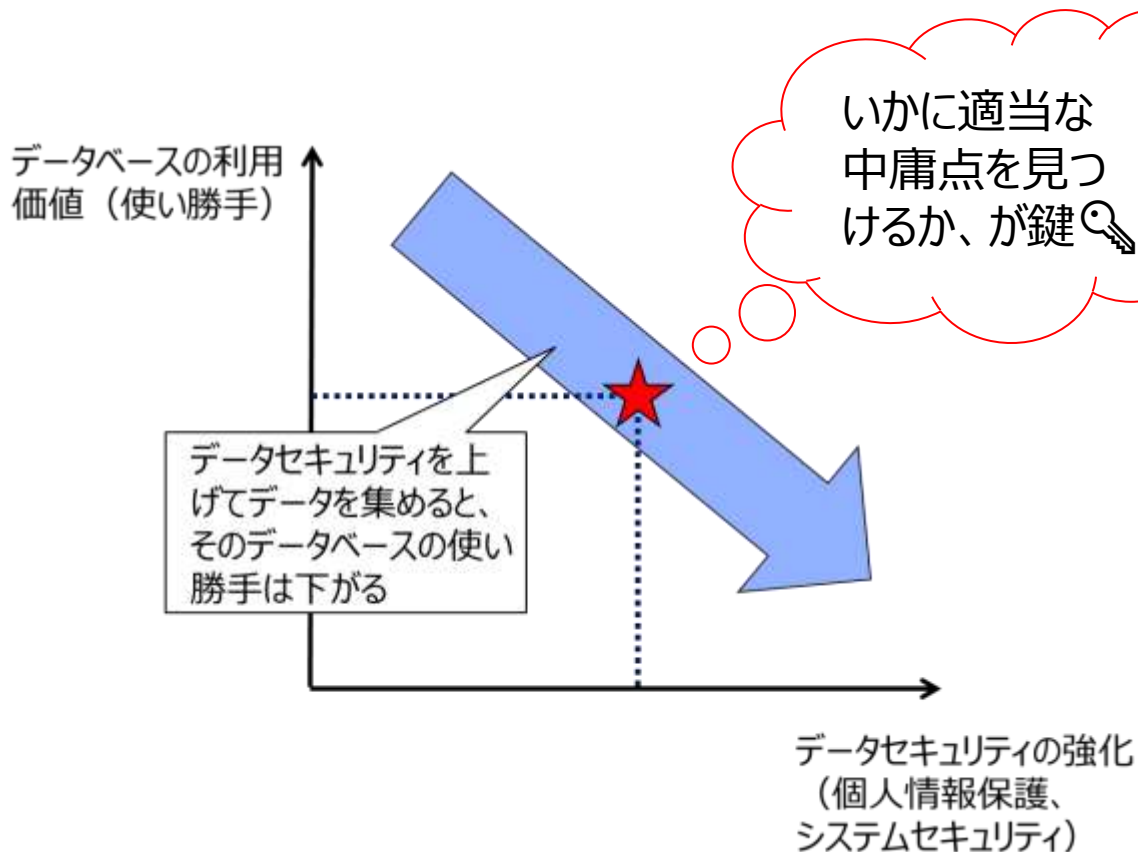 いかに適当な
中庸点を見つ
けるか、が鍵🔑
データベースの利用
価値（使い勝手）
データセキュリティを上
げてデータを集めると、
そのデータベースの使い
勝手は下がる
データセキュリティの強化
（個人情報保護、
システムセキュリティ）